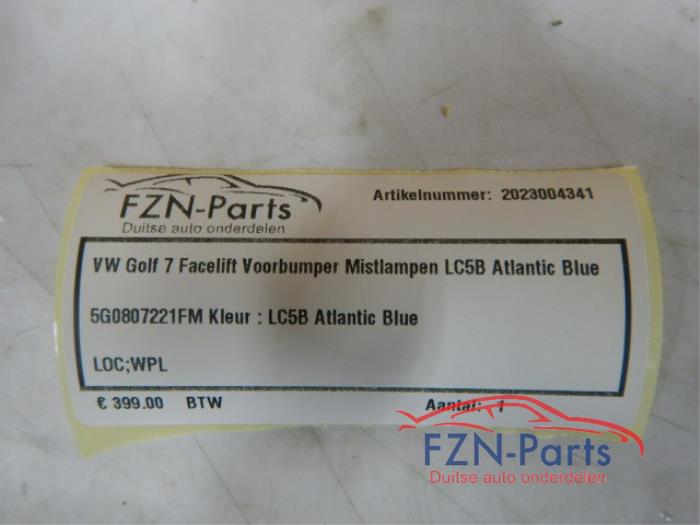 FZN-Parts
Duitse auto onderdelen
Artikelnummer: 2023004341
VW Golf 7 Facelift Voorbumper Mistlampen LC5B Atlantic Blue
5G0807221FM Kleur : LC5B Atlantic Blue
LOC;WPL
€ 399.00 BTW Aantal: 1
FZN-Parts
Duitse auto onderdelen